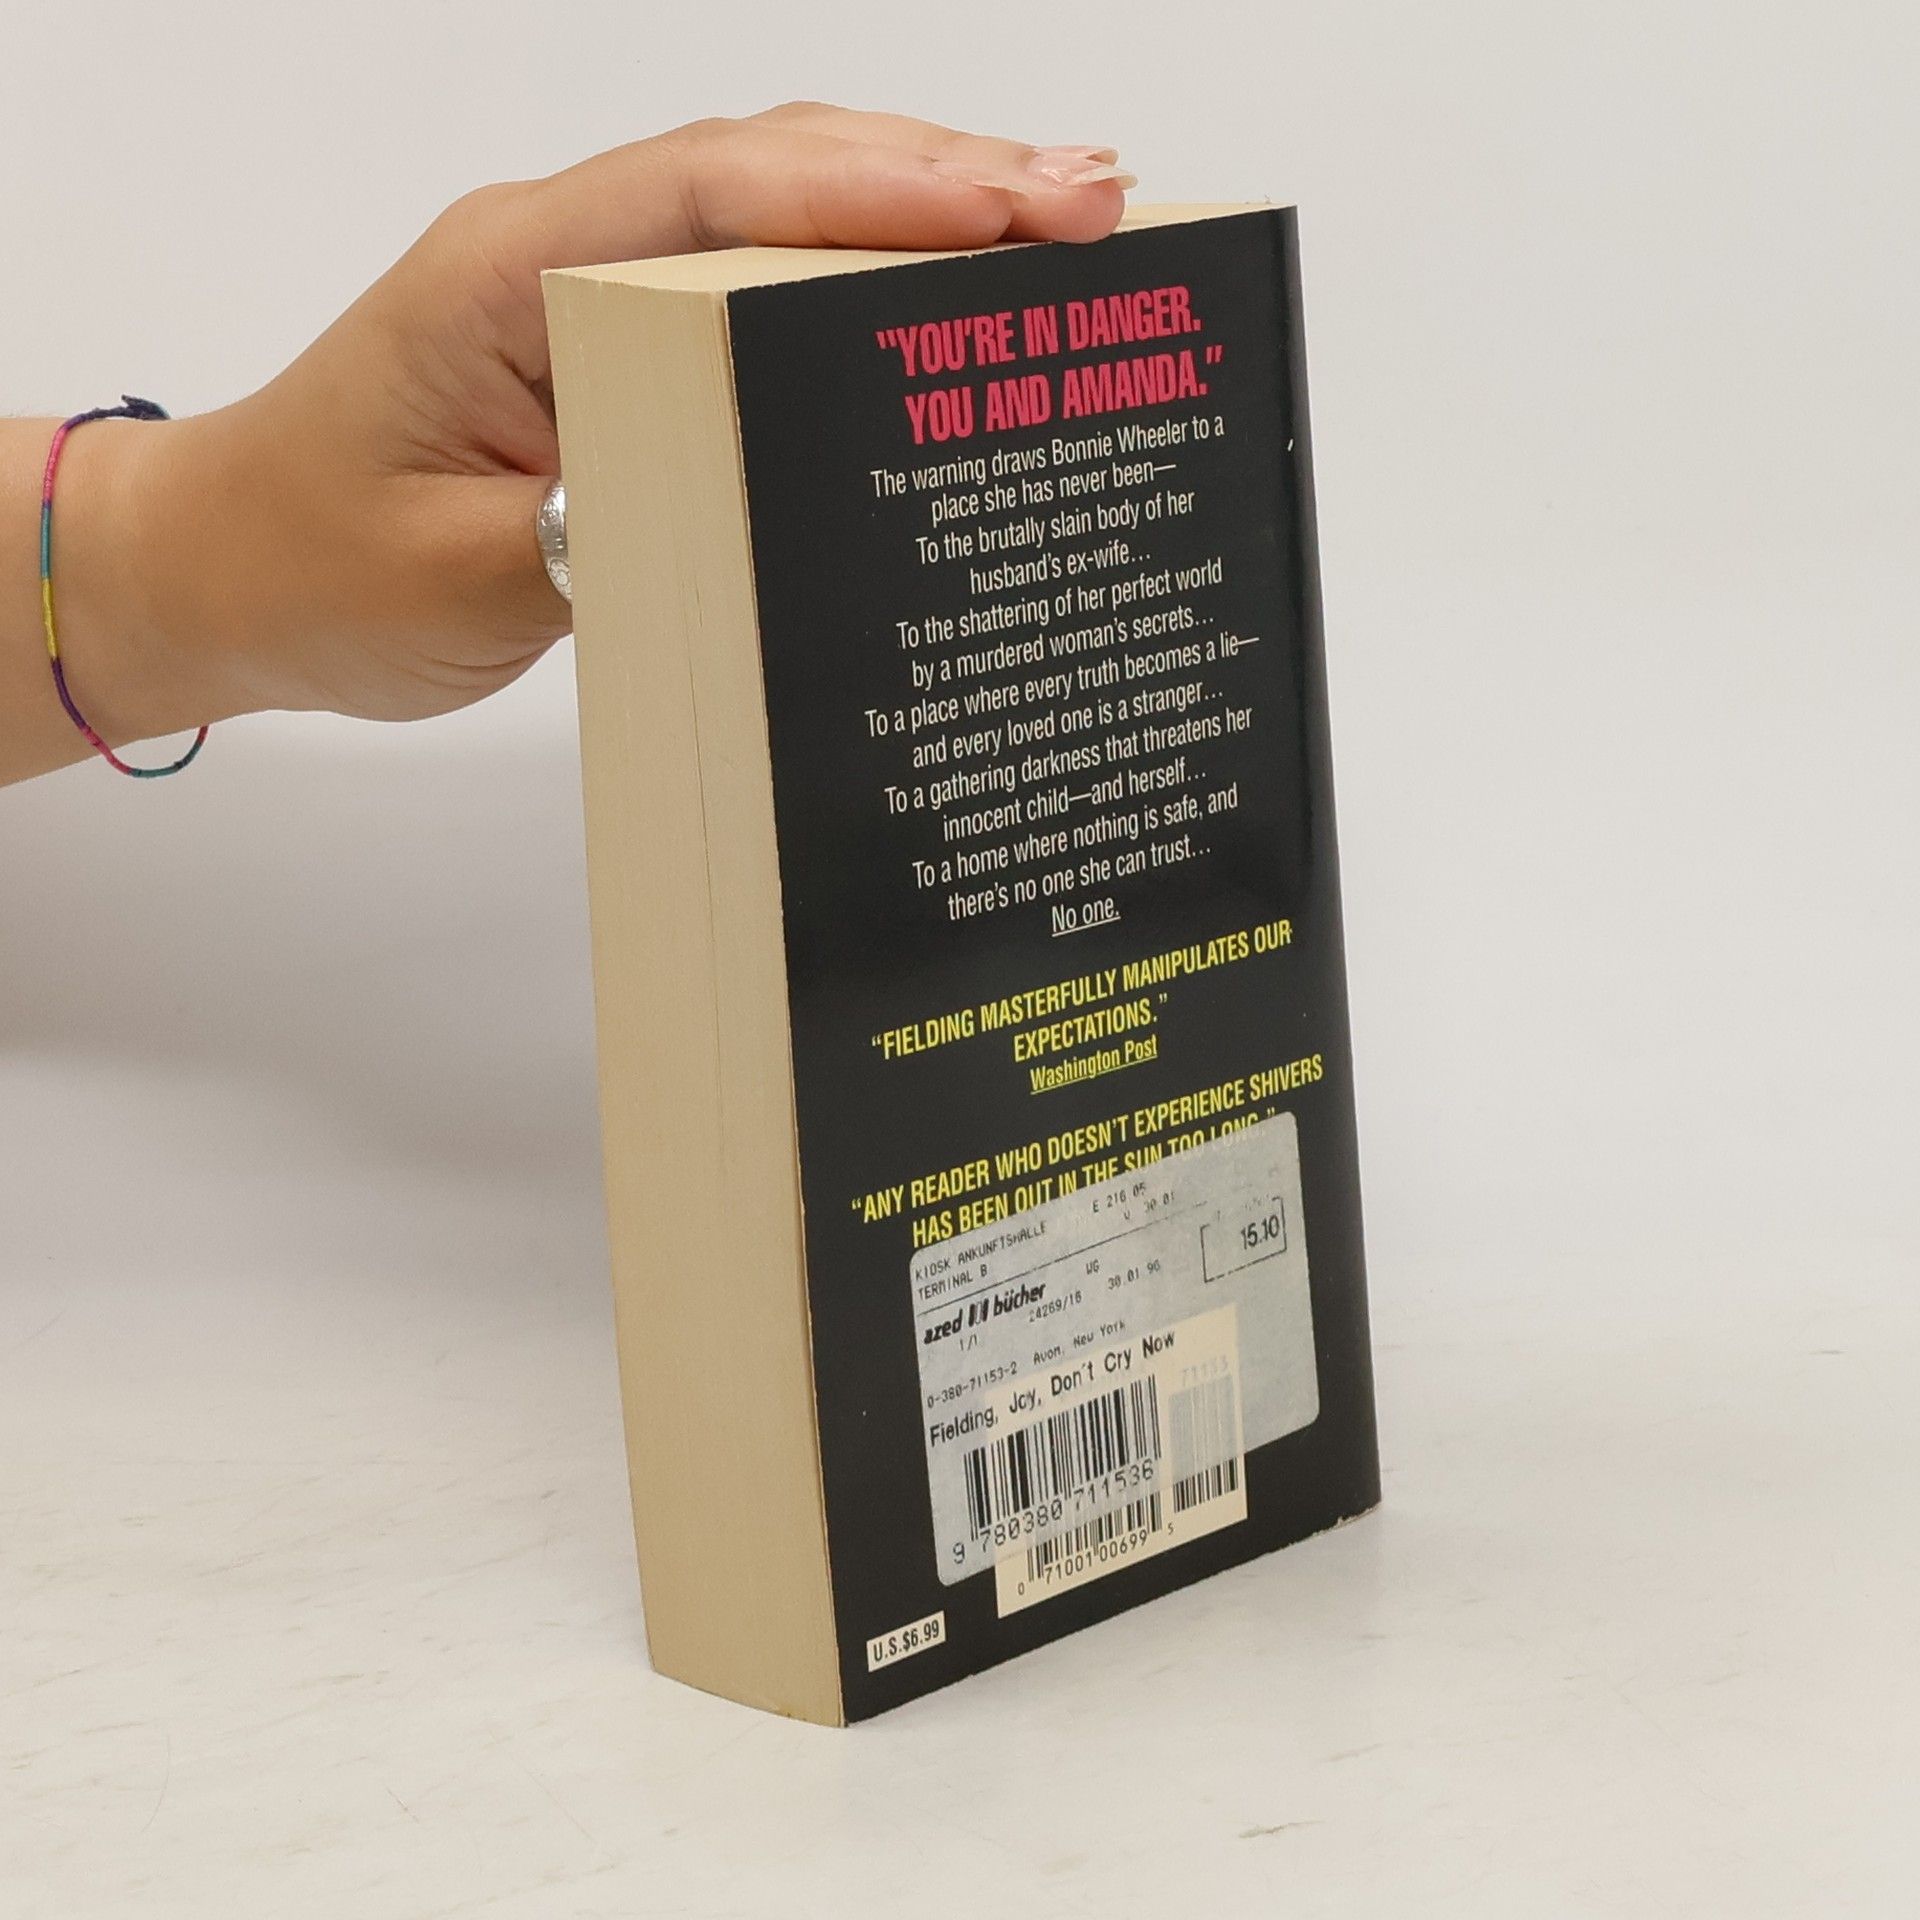 "YOU'RE IN DANGER.
YOU AND AMANDA."
The warning draws Bonnie Wheeler to a
place she has never been—
To the brutally slain body of her
husband's ex-wife...
To the shattering of her perfect world
by a murdered woman's secrets...
To a place where every truth becomes a lie—
and every loved one is a stranger...
To a gathering darkness that threatens her
innocent child—and herself...
To a home where nothing is safe, and
there's no one she can trust...
No one.
"FIELDING MASTERFULLY MANIPULATES OUR
EXPECTATIONS."
Washington Post
"ANY READER WHO DOESN'T EXPERIENCE SHIVERS
HAS BEEN OUT IN THE SUN TOO LONG."
KIOSK ANKUNFTSHALLE E 216 05
TERMINAL B
azed bücher WG 30.01 96 15.10
1/1 24269/16
0-380-71153-2 Avon, New York
Fielding, Joy, Don't Cry Now
71153
9 780380 711536
0 71001 00699 5
U.S.$6.99